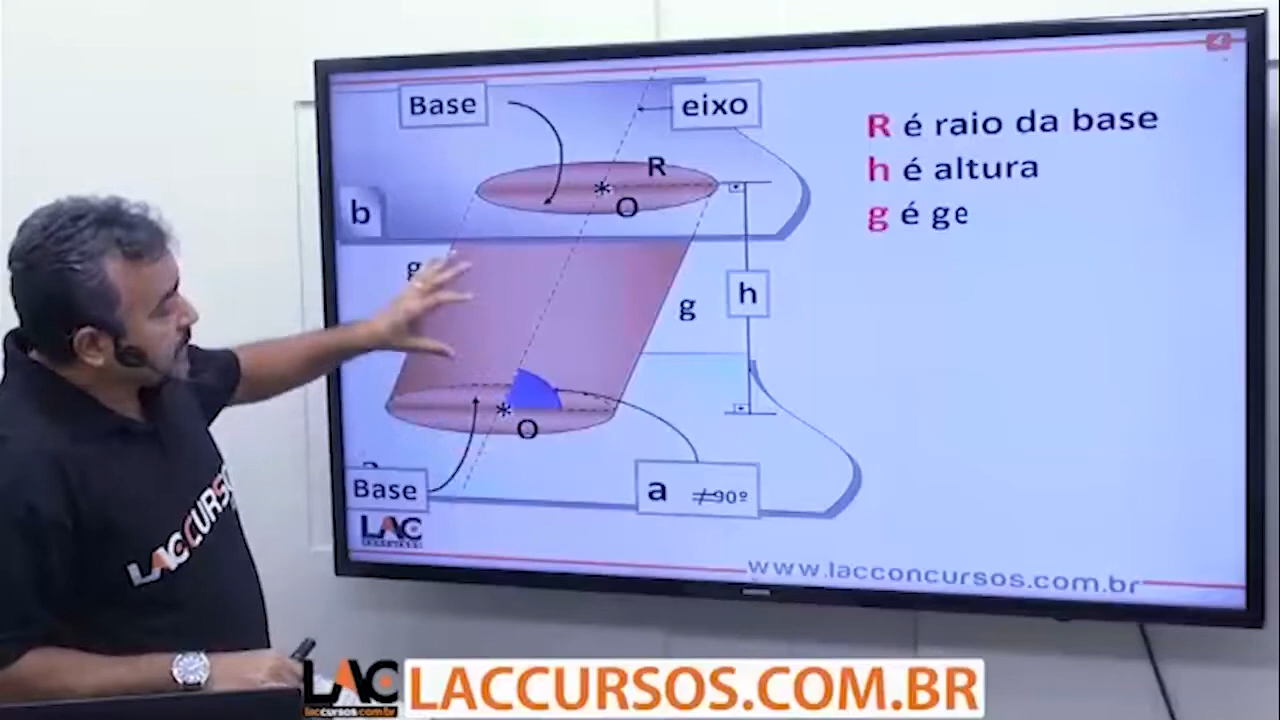 Base
eixo
R é raio da base
h é altura
g é ge
R
O
b
g
g
h
O
Base
a ≠90º
LAC
www.lacconcursos.com.br
LACCURSOS
LAC
laccursos.com.br
LACCURSOS.COM.BR